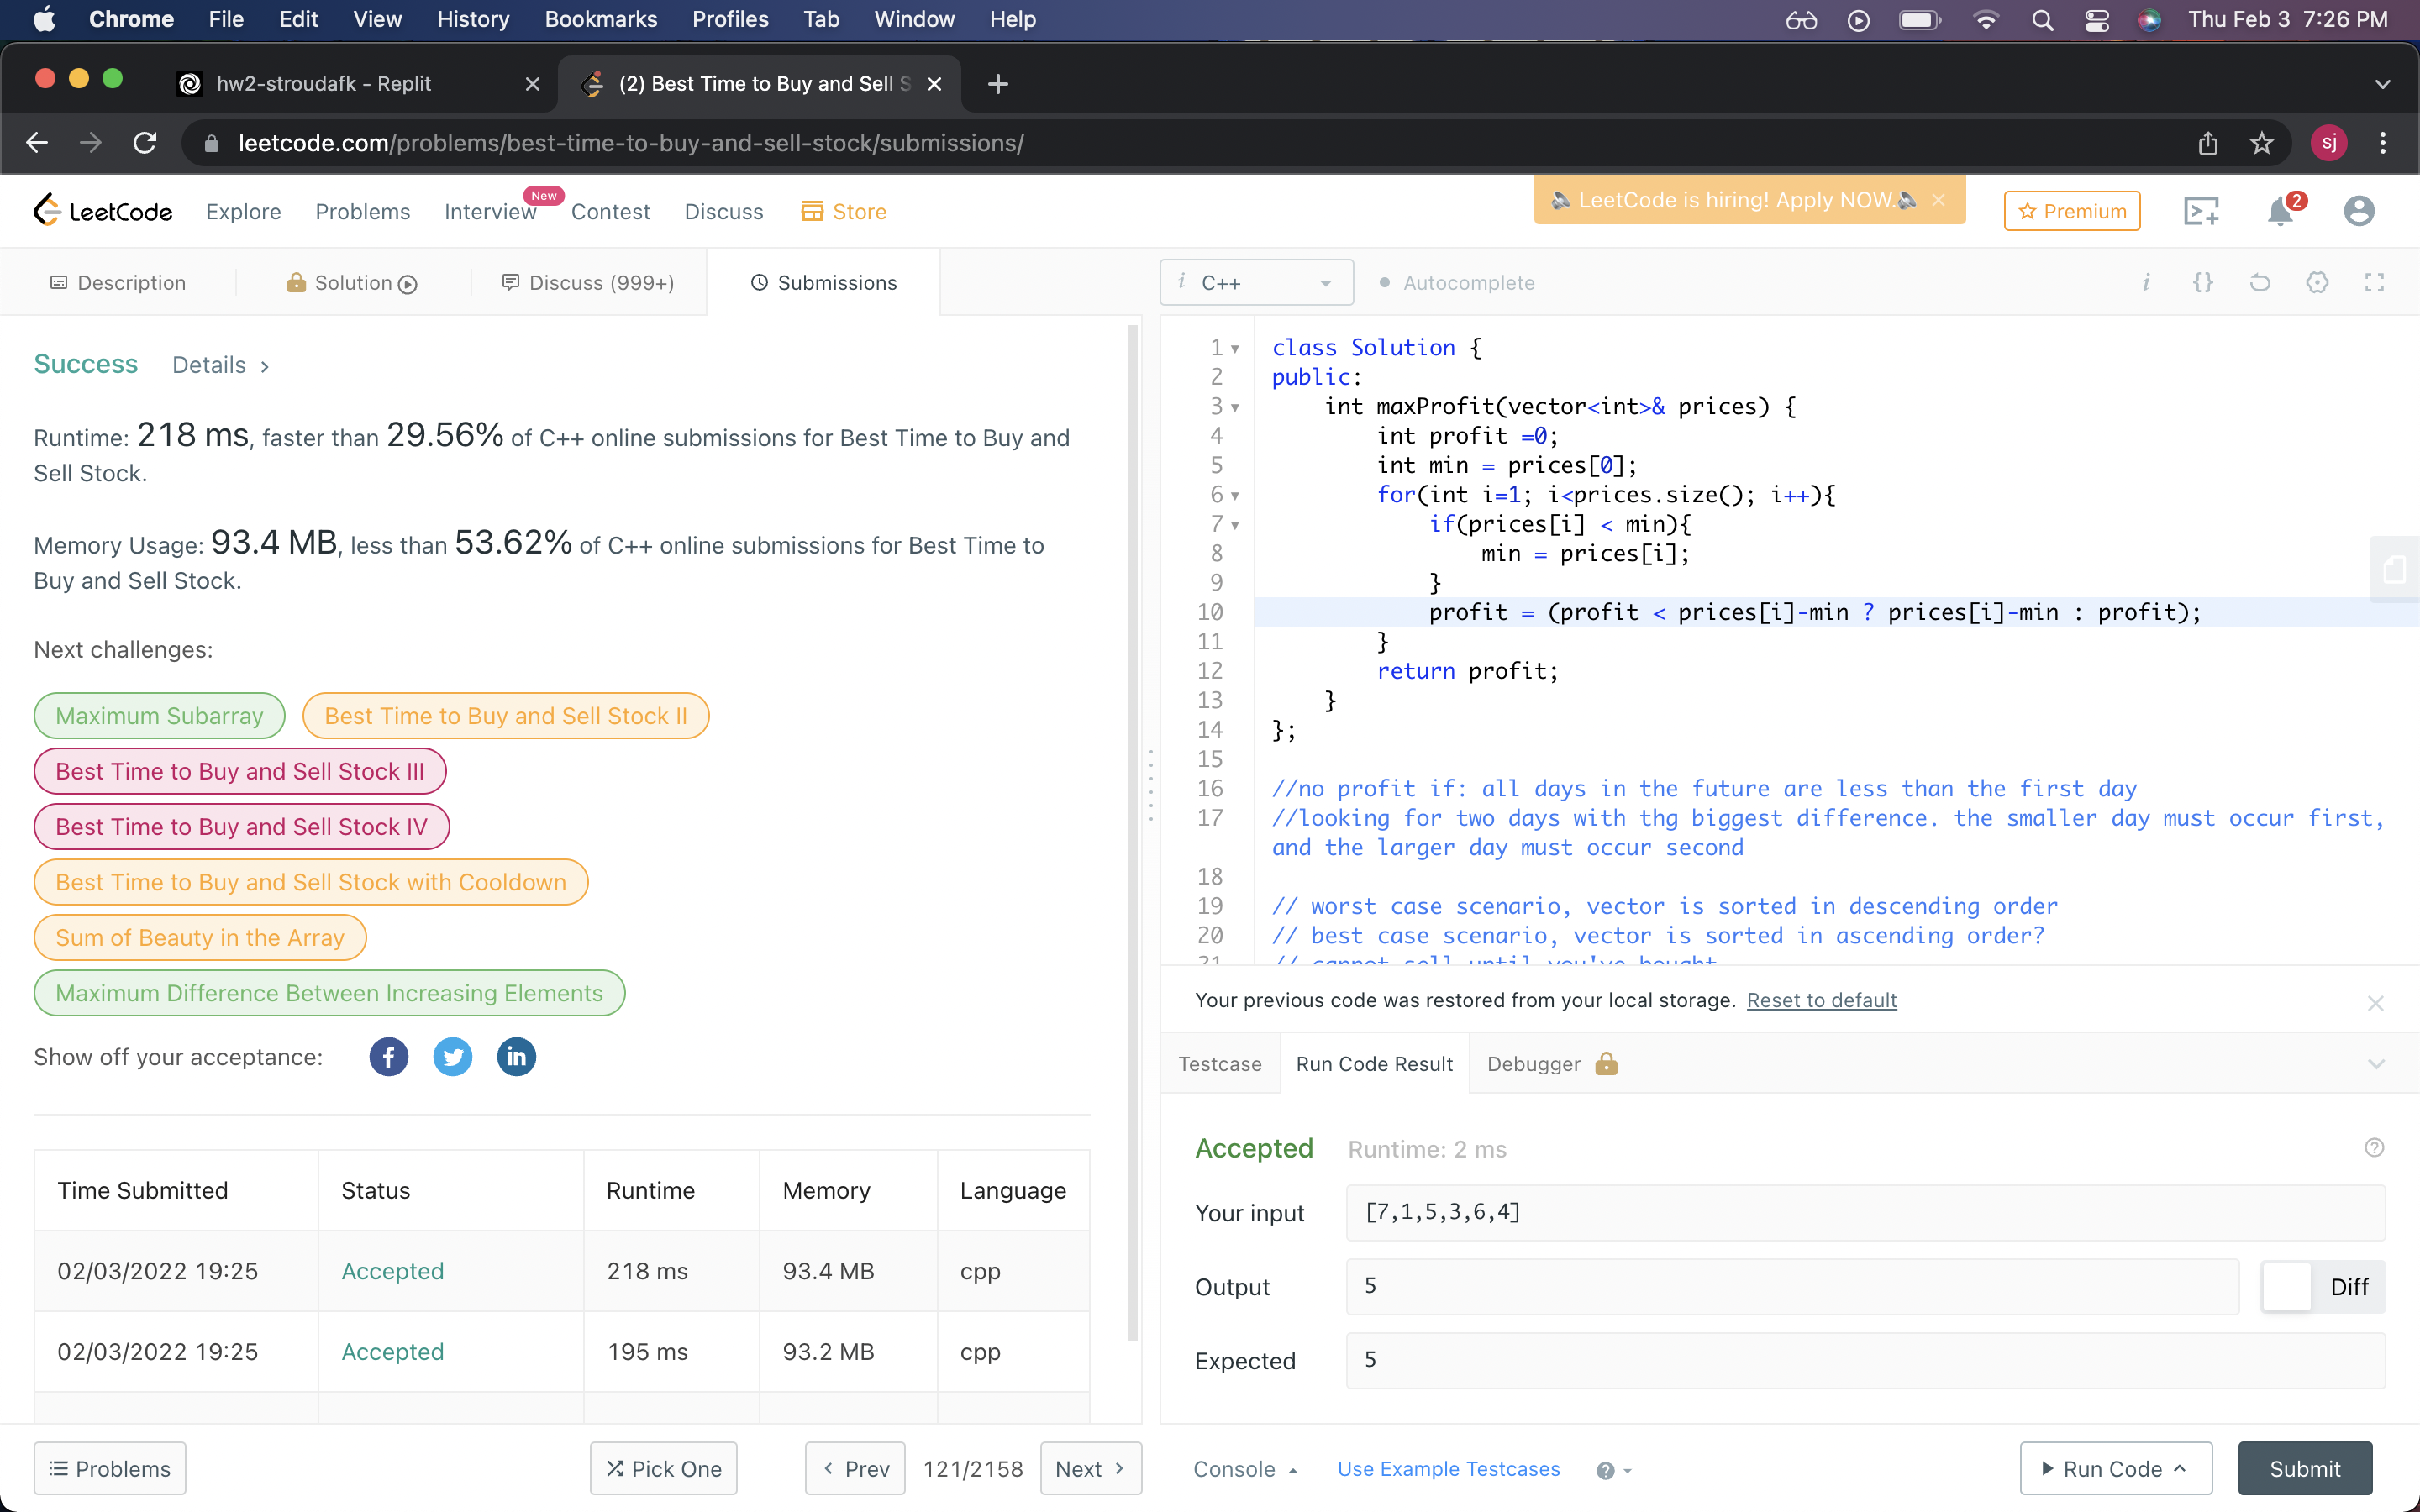 Chrome File Edit View History Bookmarks Profiles Tab Window Help Thu Feb 3 7:26 PM
hw2-stroudafk - Replit
(2) Best Time to Buy and Sell S
leetcode.com/problems/best-time-to-buy-and-sell-stock/submissions/
sj
LeetCode Explore Problems Interview New Contest Discuss Store
LeetCode is hiring! Apply NOW.
Premium
2
Description Solution Discuss (999+) Submissions
i C++ Autocomplete
i {}
Success Details >
Runtime: 218 ms, faster than 29.56% of C++ online submissions for Best Time to Buy and
Sell Stock.
Memory Usage: 93.4 MB, less than 53.62% of C++ online submissions for Best Time to
Buy and Sell Stock.
Next challenges:
Maximum Subarray Best Time to Buy and Sell Stock II
Best Time to Buy and Sell Stock III
Best Time to Buy and Sell Stock IV
Best Time to Buy and Sell Stock with Cooldown
Sum of Beauty in the Array
Maximum Difference Between Increasing Elements
Show off your acceptance:
Time Submitted Status Runtime Memory Language
02/03/2022 19:25 Accepted 218 ms 93.4 MB cpp
02/03/2022 19:25 Accepted 195 ms 93.2 MB cpp
Problems Pick One < Prev 121/2158 Next >
1 class Solution {
2 public:
3 int maxProfit(vector<int>& prices) {
4 int profit =0;
5 int min = prices[0];
6 for(int i=1; i<prices.size(); i++){
7 if(prices[i] < min){
8 min = prices[i];
9 }
10 profit = (profit < prices[i]-min ? prices[i]-min : profit);
11 }
12 return profit;
13 }
14 };
15
16 //no profit if: all days in the future are less than the first day
17 //looking for two days with thg biggest difference. the smaller day must occur first,
and the larger day must occur second
18
19 // worst case scenario, vector is sorted in descending order
20 // best case scenario, vector is sorted in ascending order?
21 // cannot sell until you've bought
Your previous code was restored from your local storage. Reset to default
Testcase Run Code Result Debugger
Accepted Runtime: 2 ms
Your input [7,1,5,3,6,4]
Output 5 Diff
Expected 5
Console Use Example Testcases Run Code Submit